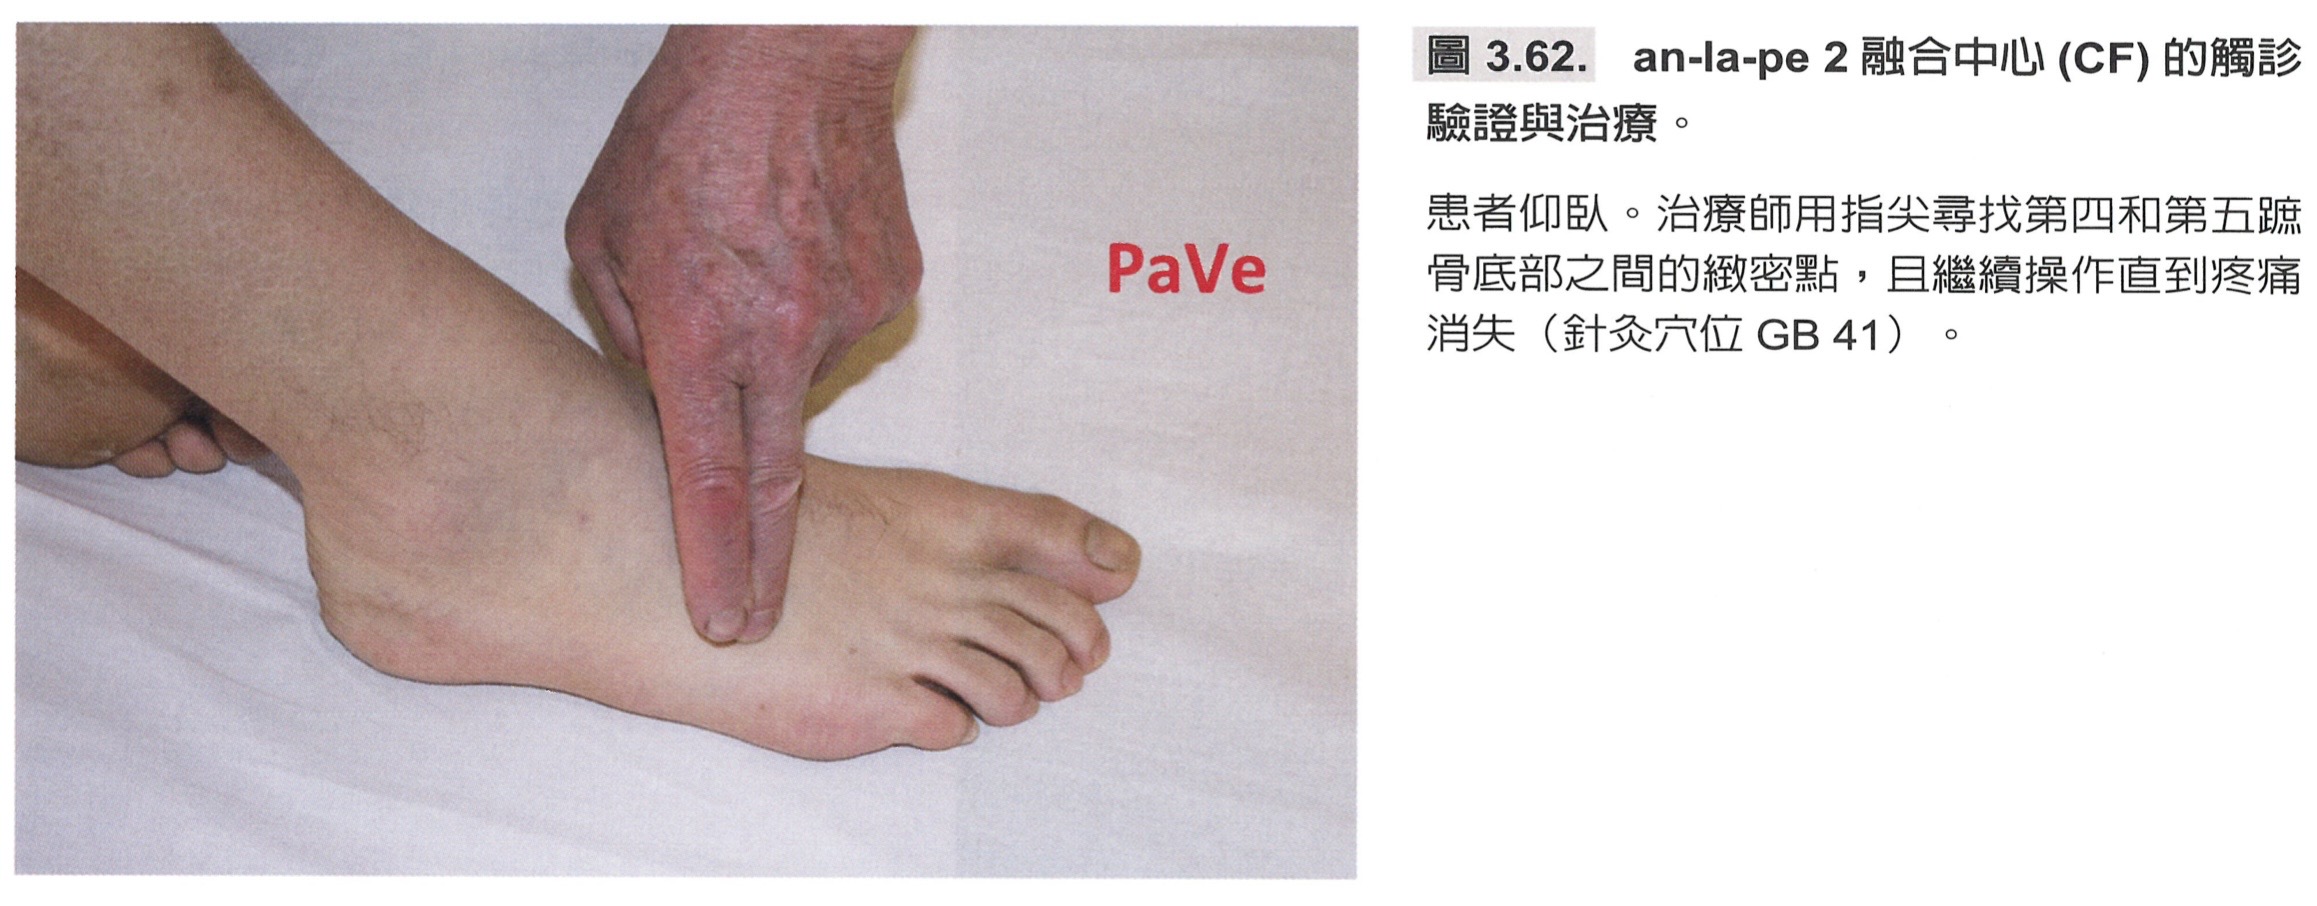 PaVe
圖 3.62. an-la-pe 2 融合中心 (CF) 的觸診
驗證與治療。
患者仰臥。治療師用指尖尋找第四和第五蹠
骨底部之間的緻密點，且繼續操作直到疼痛
消失（針灸穴位 GB 41）。